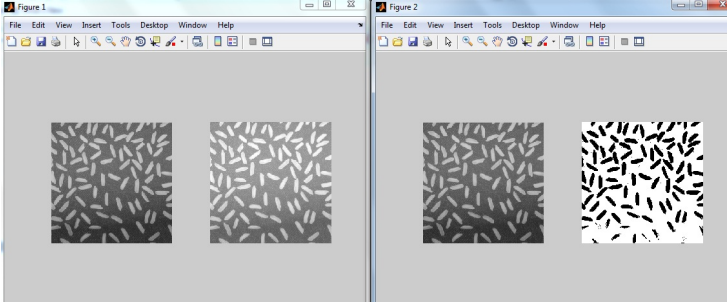 Figure 1
File Edit View Insert Tools Desktop Window Help
Figure 2
File Edit View Insert Tools Desktop Window Help